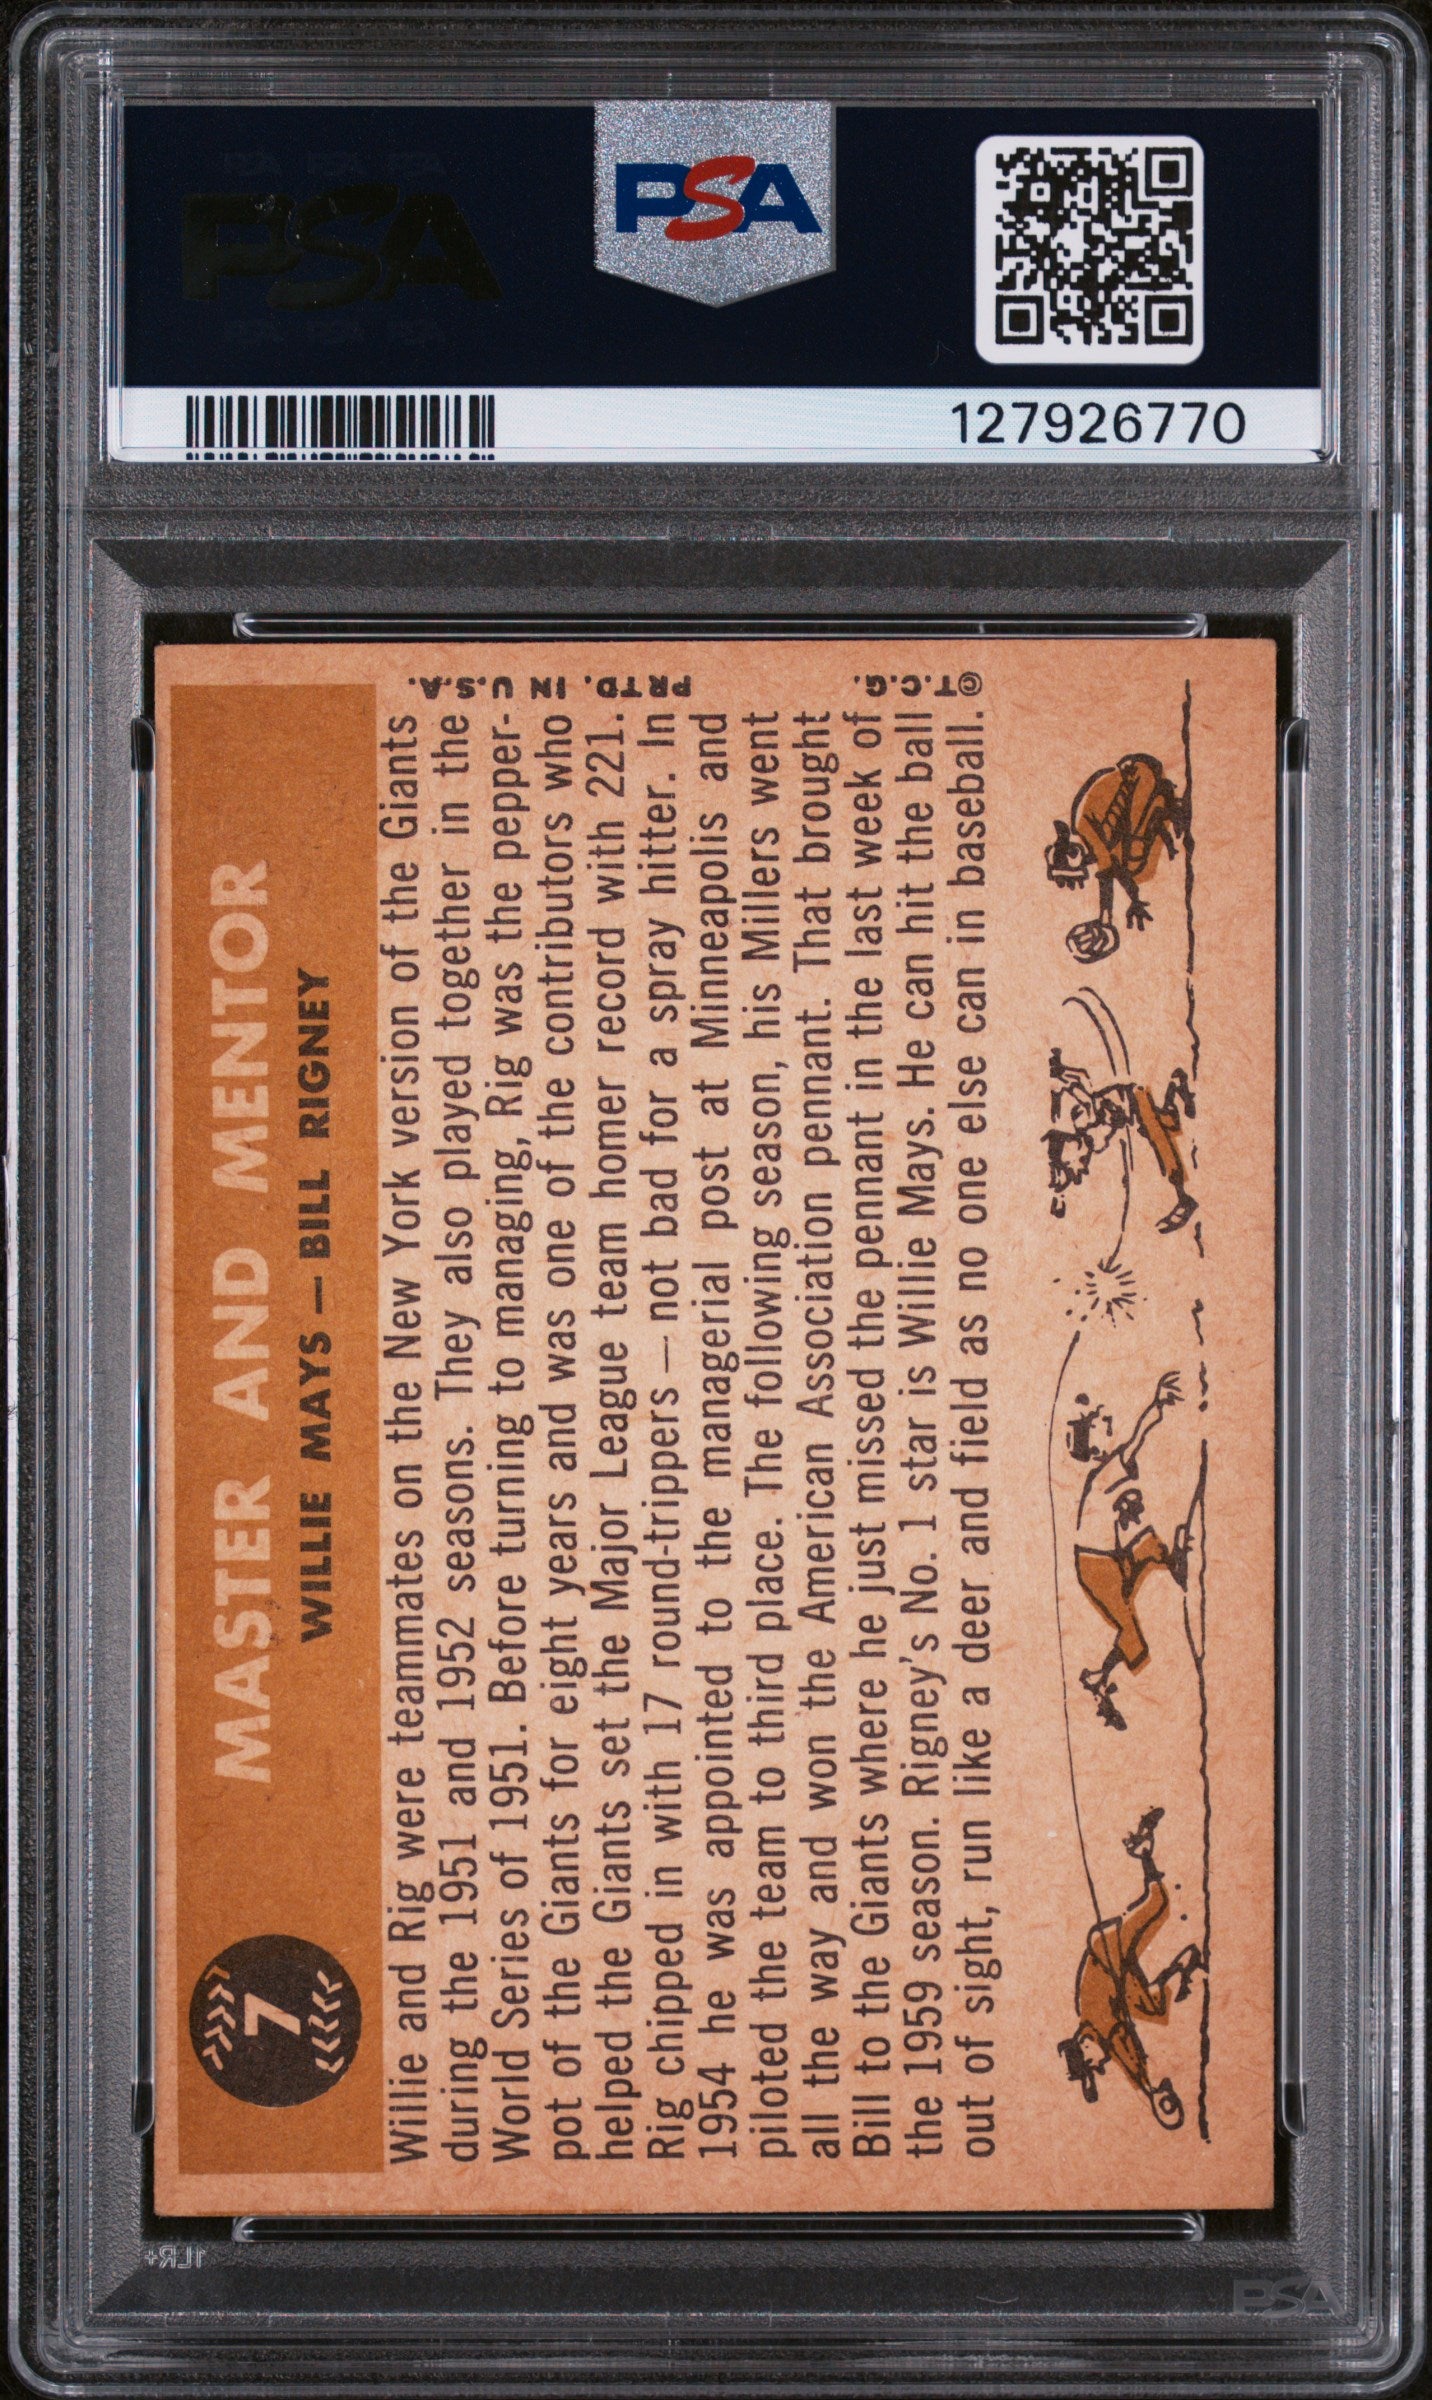 PSA
PSA
127926770
7
MASTER AND MENTOR
WILLIE MAYS — BILL RIGNEY
Willie and Rig were teammates on the New York version of the Giants
during the 1951 and 1952 seasons. They also played together in the
World Series of 1951. Before turning to managing, Rig was the pepper-
pot of the Giants for eight years and was one of the contributors who
helped the Giants set the Major League team homer record with 221.
Rig chipped in with 17 round-trippers — not bad for a spray hitter. In
1954 he was appointed to the managerial post at Minneapolis and
piloted the team to third place. The following season, his Millers went
all the way and won the American Association pennant. That brought
Bill to the Giants where he just missed the pennant in the last week of
the 1959 season. Rigney's No. 1 star is Willie Mays. He can hit the ball
out of sight, run like a deer and field as no one else can in baseball.
©T.C.G. PRTD. IN U.S.A.
1LR+
PSA